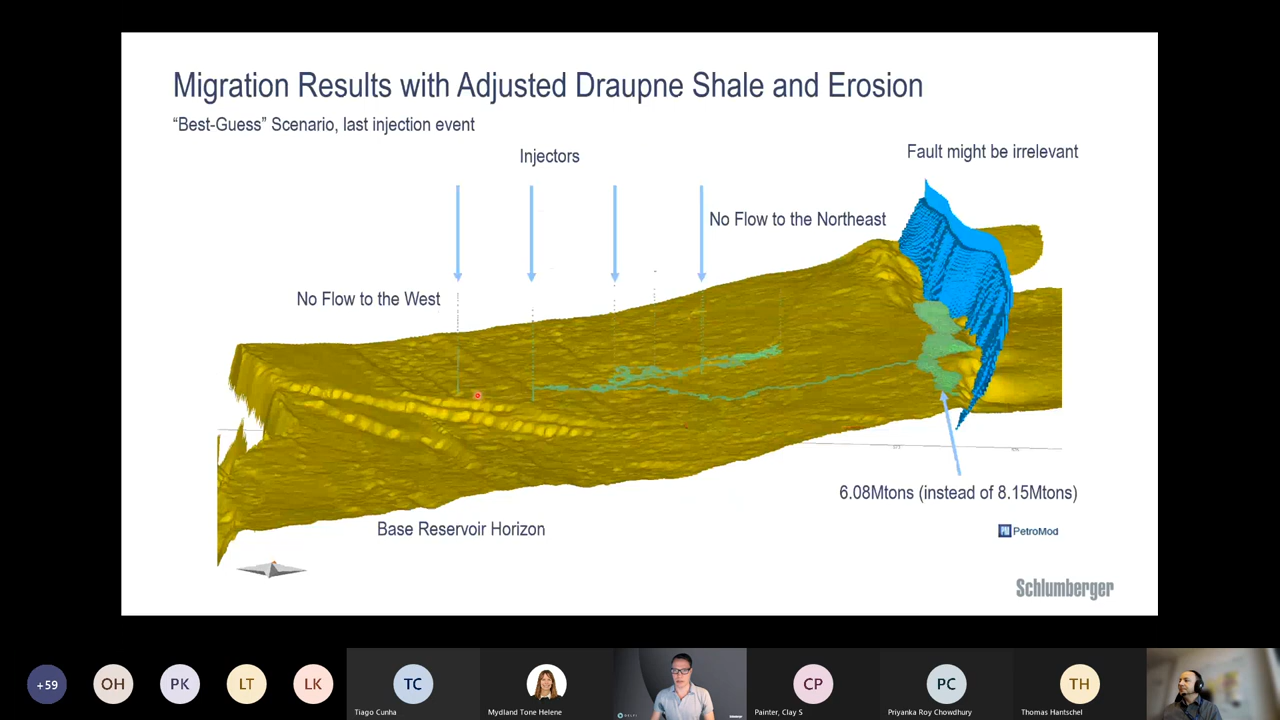 Migration Results with Adjusted Draupne Shale and Erosion
“Best-Guess” Scenario, last injection event
Injectors
Fault might be irrelevant
No Flow to the Northeast
No Flow to the West
6.08Mtons (instead of 8.15Mtons)
Base Reservoir Horizon
PetroMod
Schlumberger
+59
OH
PK
LT
LK
TC
CP
PC
TH
Tiago Cunha
Mydland Tone Helene
Painter, Clay S
Priyanka Roy Chowdhury
Thomas Hantschel